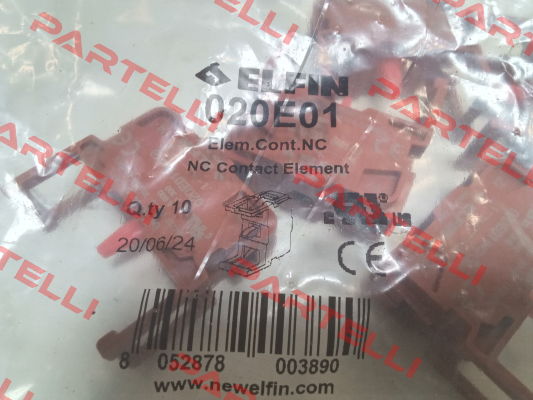 ELFIN
020E01
Elem.Cont.NC
NC Contact Element
Q.ty 10
20/06/24
CE
8 052878 003890
www.newelfin.com
PARTELLI
PARTELLI
PARTELLI
PARTELLI
PARTELLI
PARTELLI